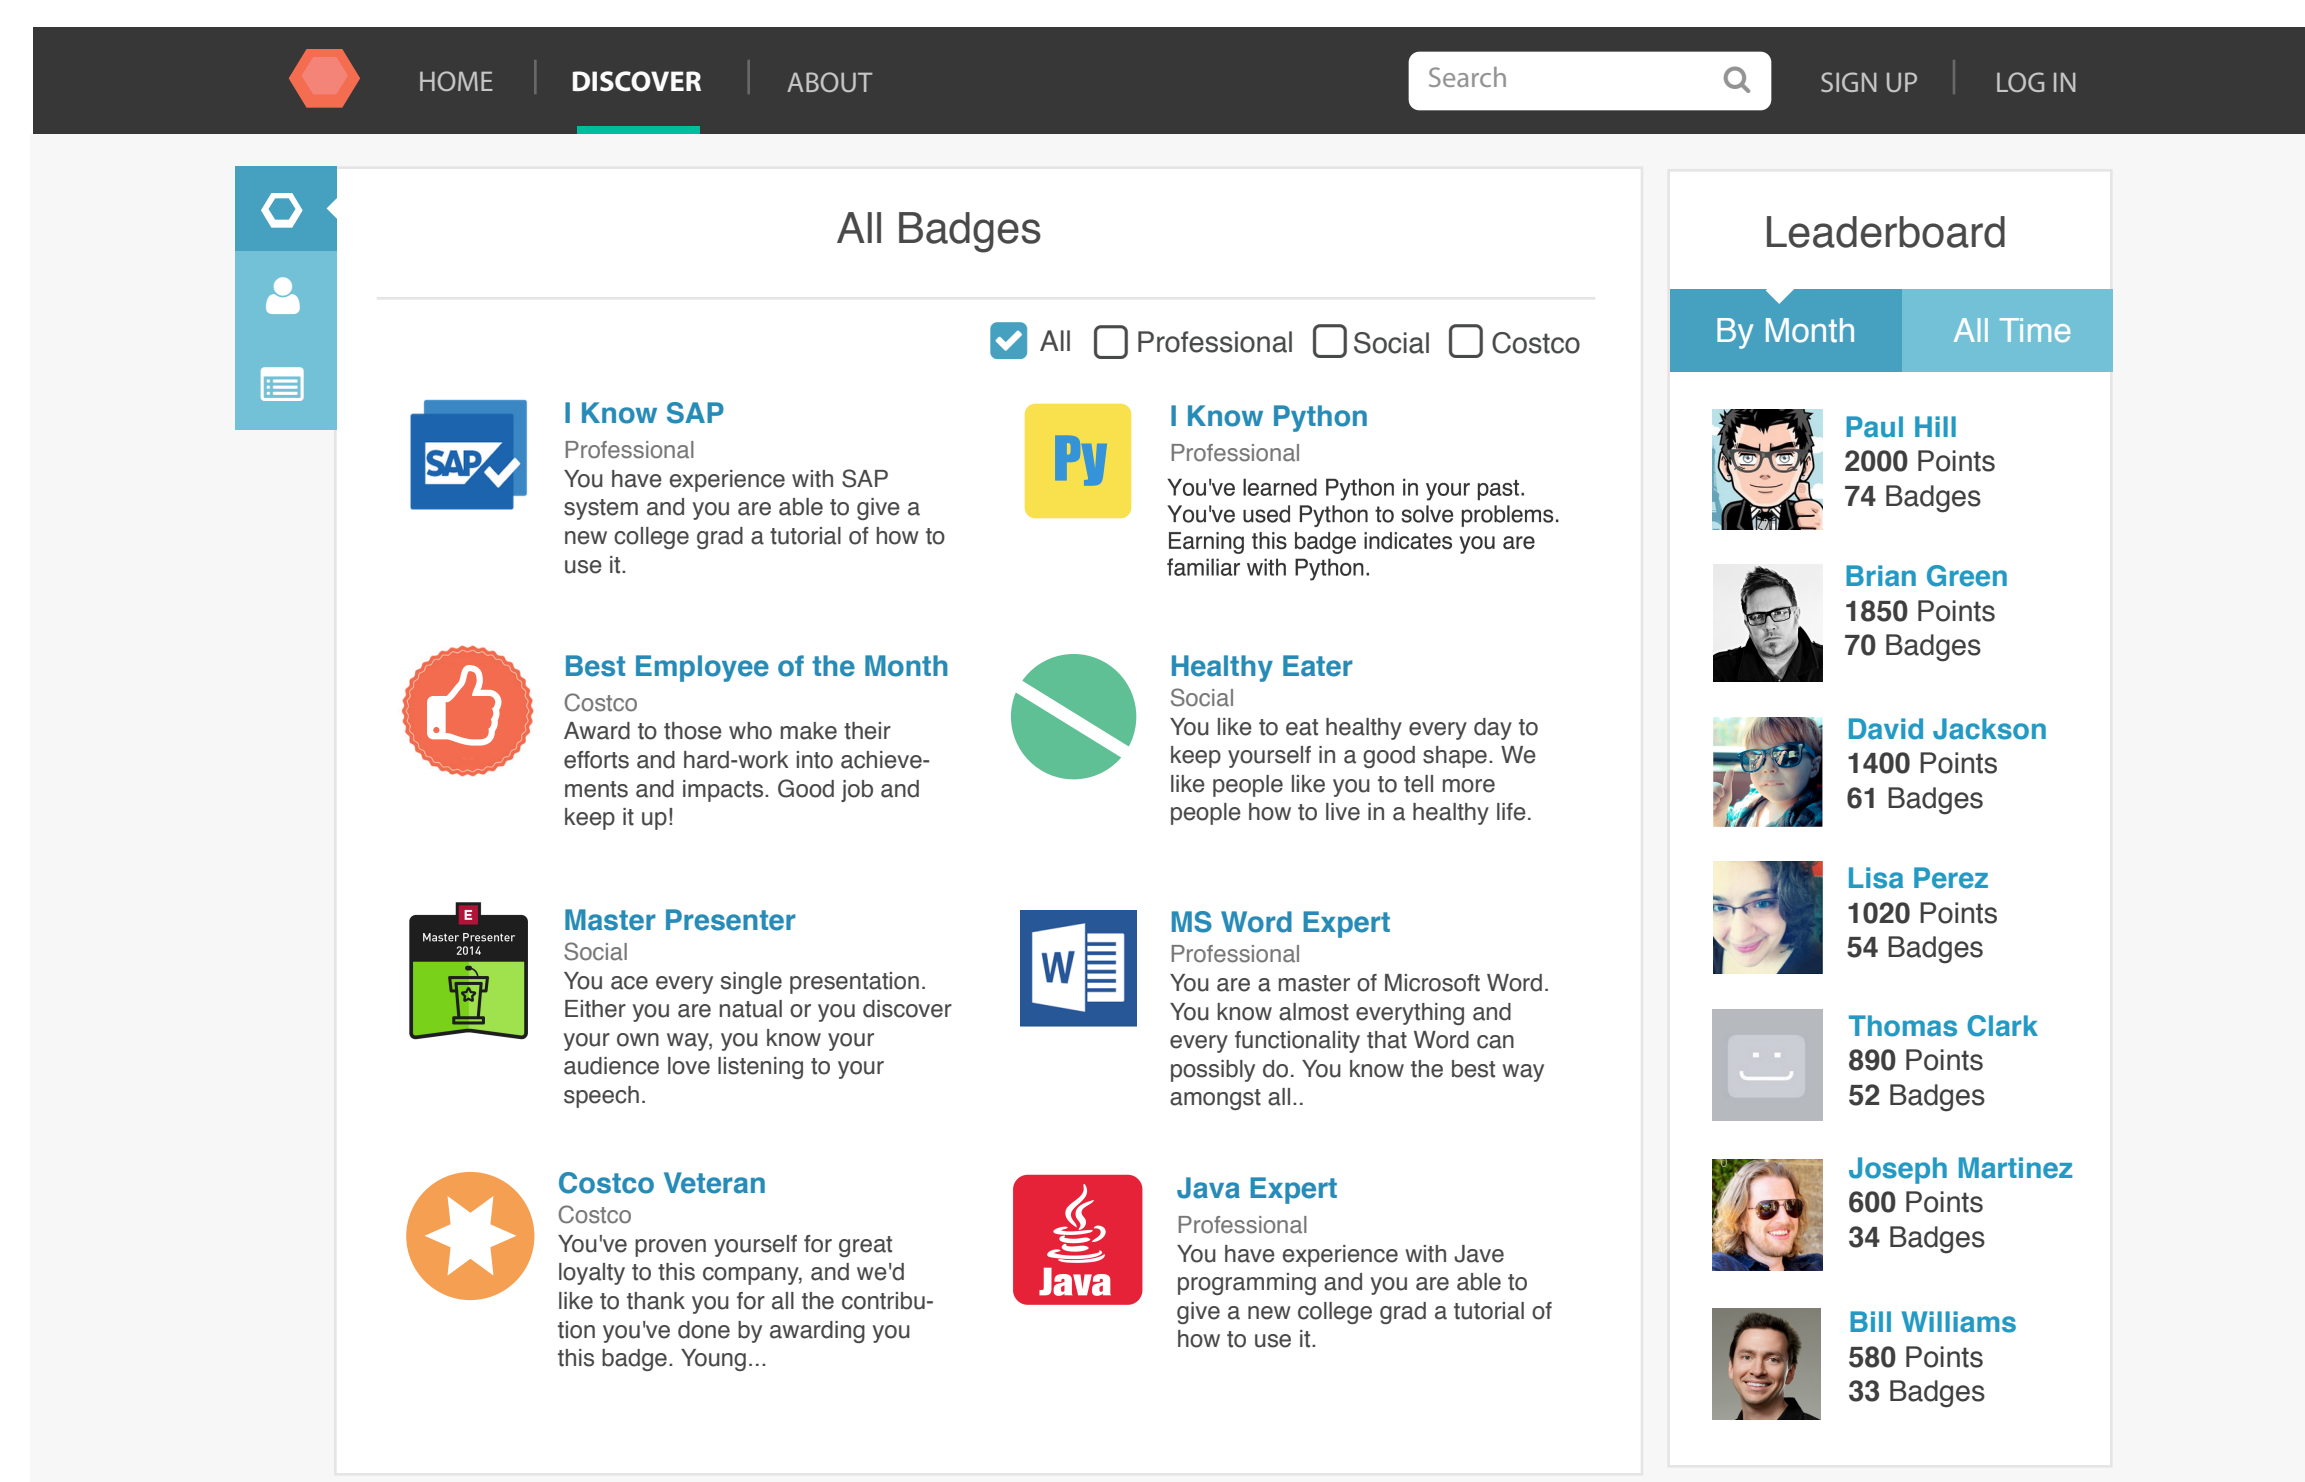 HOME
DISCOVER
ABOUT
Search
SIGN UP
LOG IN
All Badges
All
Professional
Social
Costco
SAP
I Know SAP
Professional
You have experience with SAP
system and you are able to give a
new college grad a tutorial of how to
use it.
Py
I Know Python
Professional
You've learned Python in your past.
You've used Python to solve problems.
Earning this badge indicates you are
familiar with Python.
Best Employee of the Month
Costco
Award to those who make their
efforts and hard-work into achieve-
ments and impacts. Good job and
keep it up!
Healthy Eater
Social
You like to eat healthy every day to
keep yourself in a good shape. We
like people like you to tell more
people how to live in a healthy life.
E
Master Presenter
2014
Master Presenter
Social
You ace every single presentation.
Either you are natual or you discover
your own way, you know your
audience love listening to your
speech.
W
MS Word Expert
Professional
You are a master of Microsoft Word.
You know almost everything and
every functionality that Word can
possibly do. You know the best way
amongst all..
Costco Veteran
Costco
You've proven yourself for great
loyalty to this company, and we'd
like to thank you for all the contribu-
tion you've done by awarding you
this badge. Young...
Java
Java Expert
Professional
You have experience with Jave
programming and you are able to
give a new college grad a tutorial of
how to use it.
Leaderboard
By Month
All Time
Paul Hill
2000 Points
74 Badges
Brian Green
1850 Points
70 Badges
David Jackson
1400 Points
61 Badges
Lisa Perez
1020 Points
54 Badges
Thomas Clark
890 Points
52 Badges
Joseph Martinez
600 Points
34 Badges
Bill Williams
580 Points
33 Badges